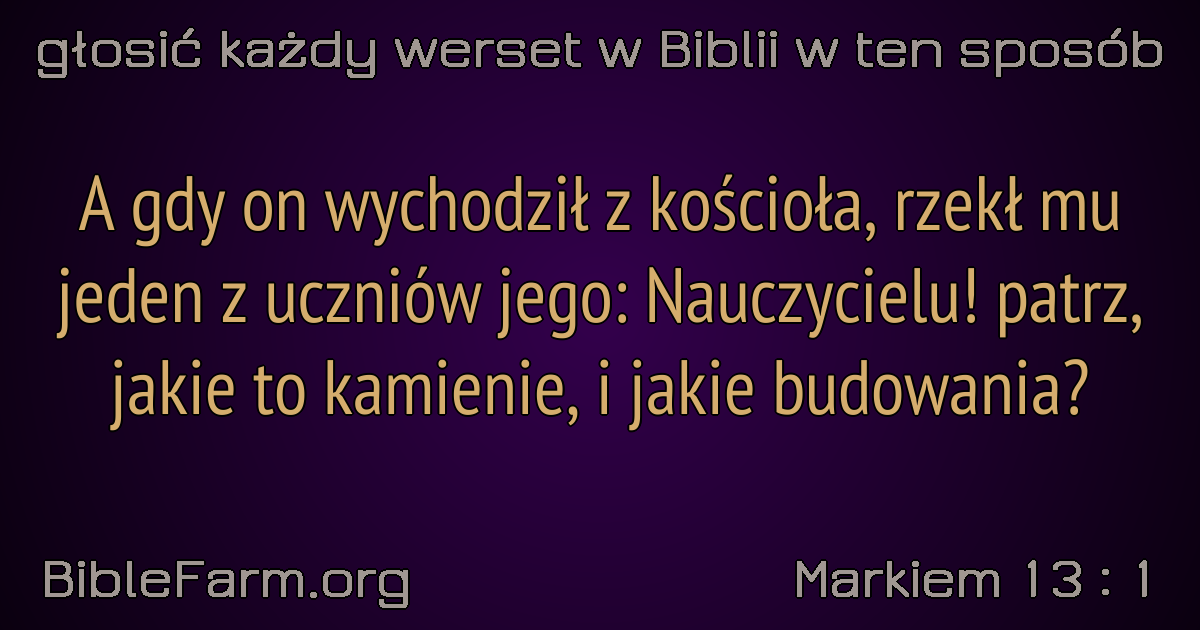 głosić każdy werset w Biblii w ten sposób
A gdy on wychodził z kościoła, rzekł mu
jeden z uczniów jego: Nauczycielu! patrz,
jakie to kamienie, i jakie budowania?
BibleFarm.org
Markiem 13 : 1